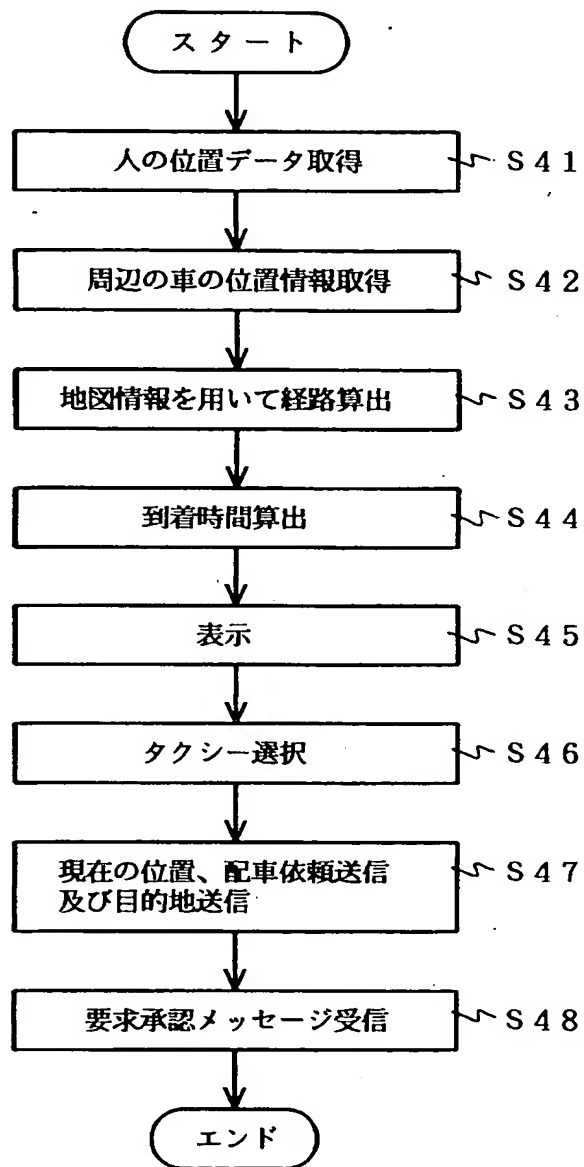 スタート
人の位置データ取得 S41
周辺の車の位置情報取得 S42
地図情報を用いて経路算出 S43
到着時間算出 S44
表示 S45
タクシー選択 S46
現在の位置、配車依頼送信 S47
及び目的地送信
要求承認メッセージ受信 S48
エンド